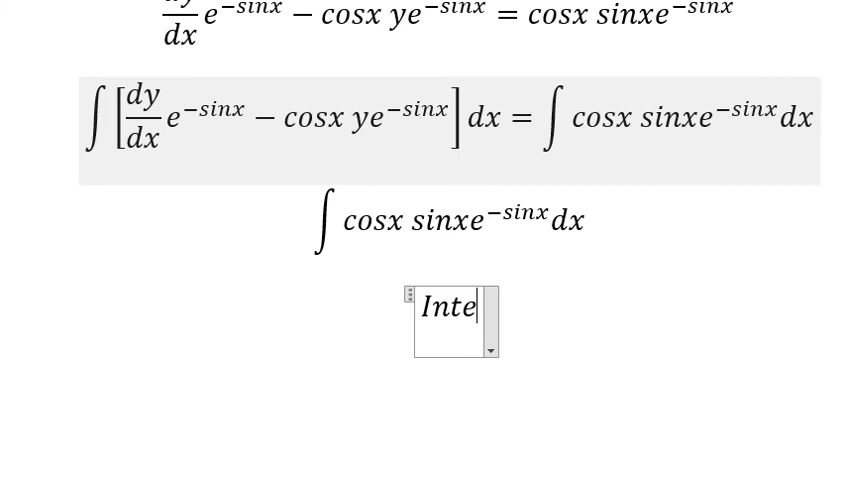 dy/dx e^{-sinx} − cosx ye^{-sinx} = cosx sinxe^{-sinx}
∫ [dy/dx e^{-sinx} − cosx ye^{-sinx}] dx = ∫ cosx sinxe^{-sinx} dx
∫ cosx sinxe^{-sinx} dx
Inte